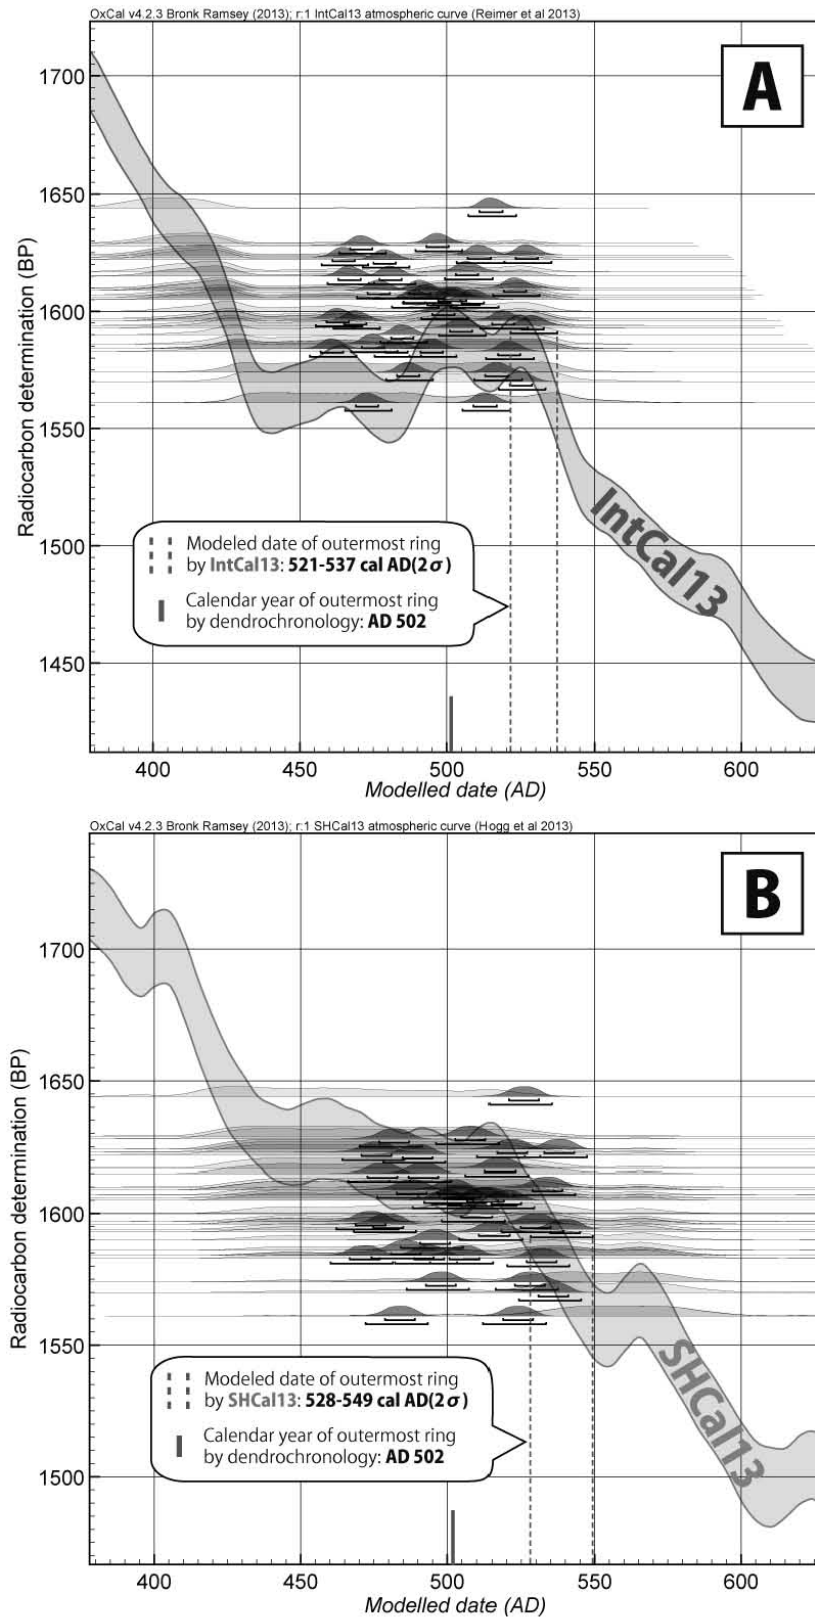 OxCal v4.2.3 Bronk Ramsey (2013); r:1 IntCal13 atmospheric curve (Reimer et al 2013)
A
1700
1650
1600
1550
1500
1450
Radiocarbon determination (BP)
IntCal13
Modeled date of outermost ring
by IntCal13: 521-537 cal AD(2σ)
Calendar year of outermost ring
by dendrochronology: AD 502
400 450 500 550 600
Modelled date (AD)
OxCal v4.2.3 Bronk Ramsey (2013); r:1 SHCal13 atmospheric curve (Hogg et al 2013)
B
1700
1650
1600
1550
1500
Radiocarbon determination (BP)
SHCal13
Modeled date of outermost ring
by SHCal13: 528-549 cal AD(2σ)
Calendar year of outermost ring
by dendrochronology: AD 502
400 450 500 550 600
Modelled date (AD)